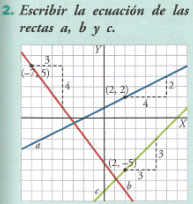 2. Escribir la ecuación de las
rectas a, b y c.
Y
3
(-7, 5)
4
(2, 2)
2
4
X
a
(2, -5)
3
3
c
b